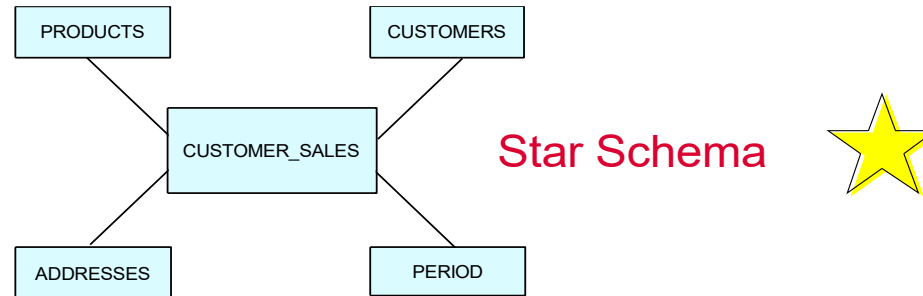 PRODUCTS
CUSTOMERS
CUSTOMER_SALES
Star Schema
ADDRESSES
PERIOD